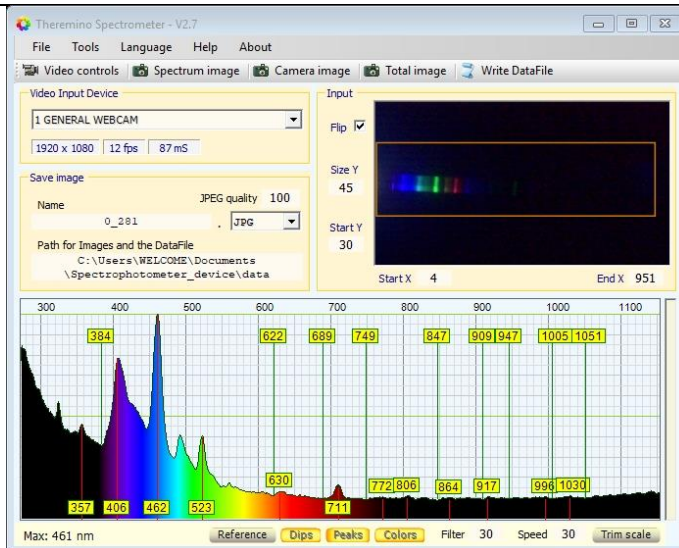 Theremino Spectrometer - V2.7
File Tools Language Help About
Video controls Spectrum image Camera image Total image Write DataFile
Video Input Device
1 GENERAL WEBCAM
1920 x 1080 12 fps 87 mS
Save image
Name JPEG quality 100
0_281 . JPG
Path for Images and the DataFile
C:\Users\WELCOME\Documents
\Spectrophotometer_device\data
Input
Flip
Size Y
45
Start Y
30
Start X 4 End X 951
300 400 500 600 700 800 900 1000 1100
384 622 689 749 847 909 947 1005 1051
630 772 806 864 917 996 1030
357 406 462 523 711
Max: 461 nm Reference Dips Peaks Colors Filter 30 Speed 30 Trim scale